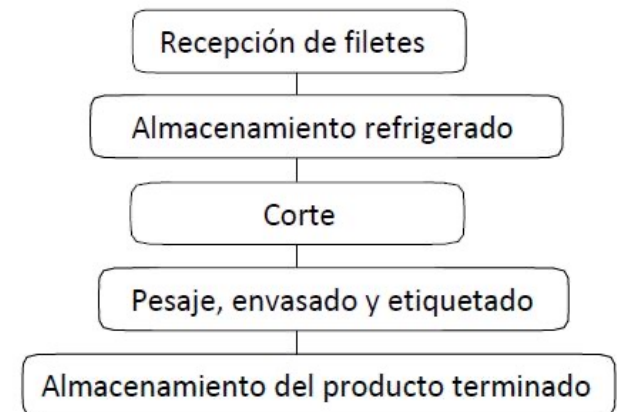 Recepción de filetes
Almacenamiento refrigerado
Corte
Pesaje, envasado y etiquetado
Almacenamiento del producto terminado